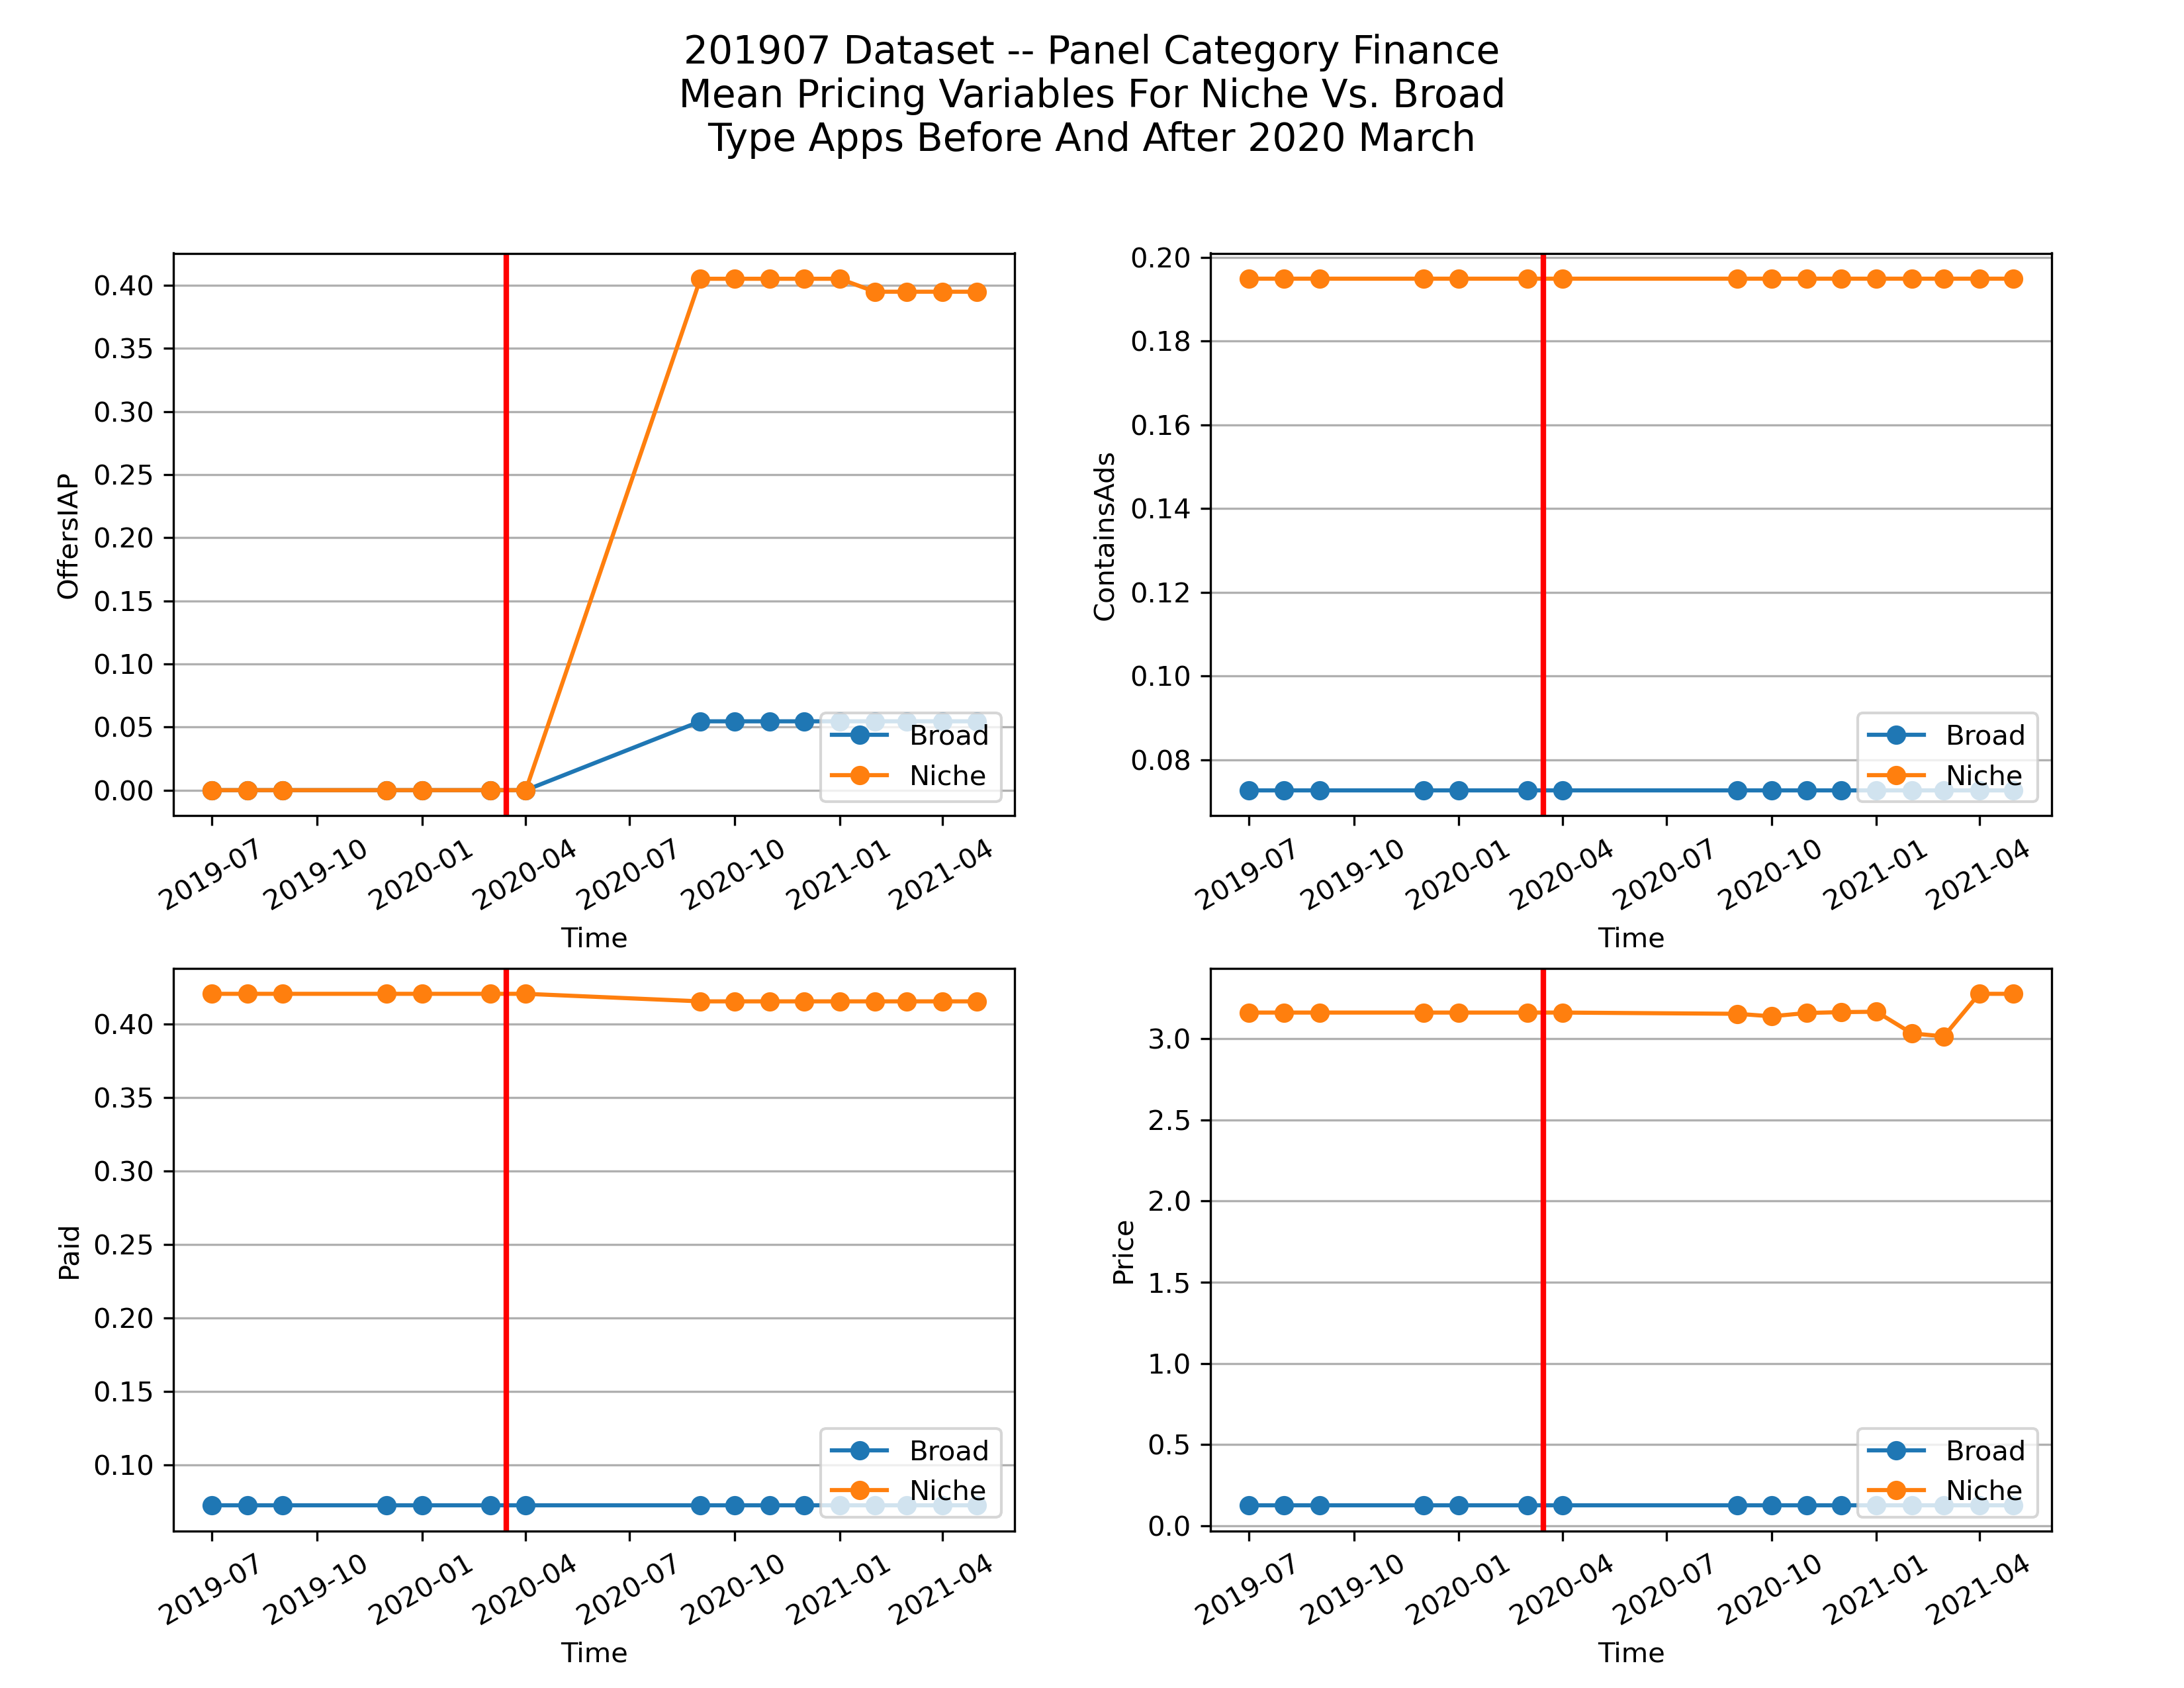 201907 Dataset -- Panel Category Finance
Mean Pricing Variables For Niche Vs. Broad
Type Apps Before And After 2020 March
0.40
0.35
0.30
0.25
0.20
0.15
0.10
0.05
0.00
OffersIAP
Broad
Niche
2019-07 2019-10 2020-01 2020-04 2020-07 2020-10 2021-01 2021-04
Time
0.20
0.18
0.16
0.14
0.12
0.10
0.08
ContainsAds
Broad
Niche
2019-07 2019-10 2020-01 2020-04 2020-07 2020-10 2021-01 2021-04
Time
0.40
0.35
0.30
0.25
0.20
0.15
0.10
Paid
Broad
Niche
2019-07 2019-10 2020-01 2020-04 2020-07 2020-10 2021-01 2021-04
Time
3.0
2.5
2.0
1.5
1.0
0.5
0.0
Price
Broad
Niche
2019-07 2019-10 2020-01 2020-04 2020-07 2020-10 2021-01 2021-04
Time